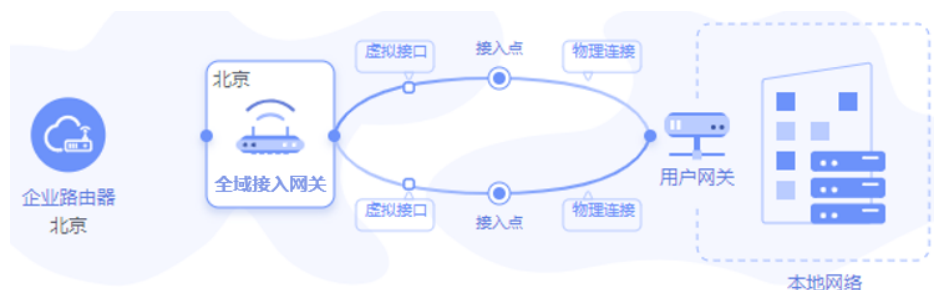 虚拟接口
接入点
物理连接
北京
全域接入网关
企业路由器
北京
用户网关
虚拟接口
接入点
物理连接
本地网络